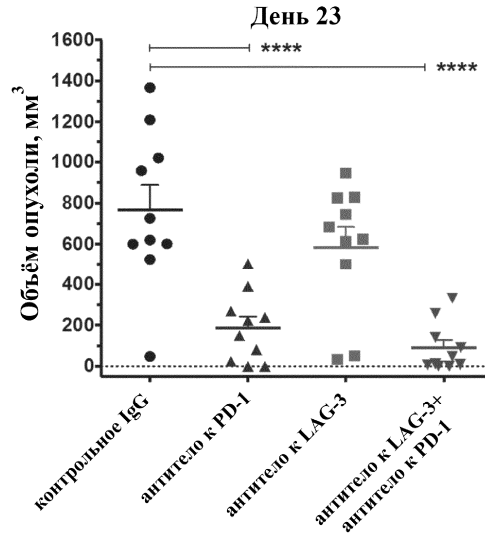 День 23
****
****
Объём опухоли, мм³
1600
1400
1200
1000
800
600
400
200
0
контрольное IgG
антитело к PD-1
антитело к LAG-3
антитело к LAG-3+
антитело к PD-1